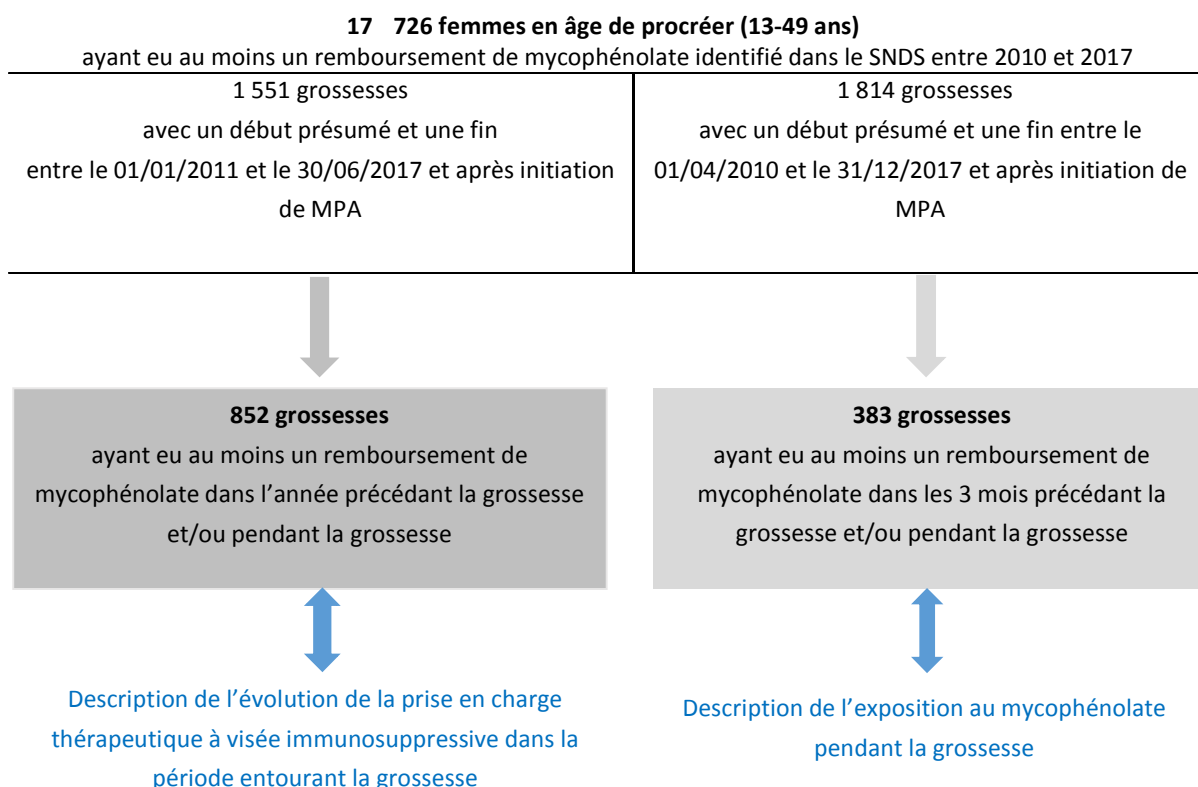 17 726 femmes en âge de procréer (13-49 ans)
ayant eu au moins un remboursement de mycophénolate identifié dans le SNDS entre 2010 et 2017
1 551 grossesses
avec un début présumé et une fin
entre le 01/01/2011 et le 30/06/2017 et après initiation
de MPA
1 814 grossesses
avec un début présumé et une fin entre le
01/04/2010 et le 31/12/2017 et après initiation de
MPA
852 grossesses
ayant eu au moins un remboursement de
mycophénolate dans l’année précédant la grossesse
et/ou pendant la grossesse
383 grossesses
ayant eu au moins un remboursement de
mycophénolate dans les 3 mois précédant la
grossesse et/ou pendant la grossesse
Description de l’évolution de la prise en charge
thérapeutique à visée immunosuppressive dans la
période entourant la grossesse
Description de l’exposition au mycophénolate
pendant la grossesse